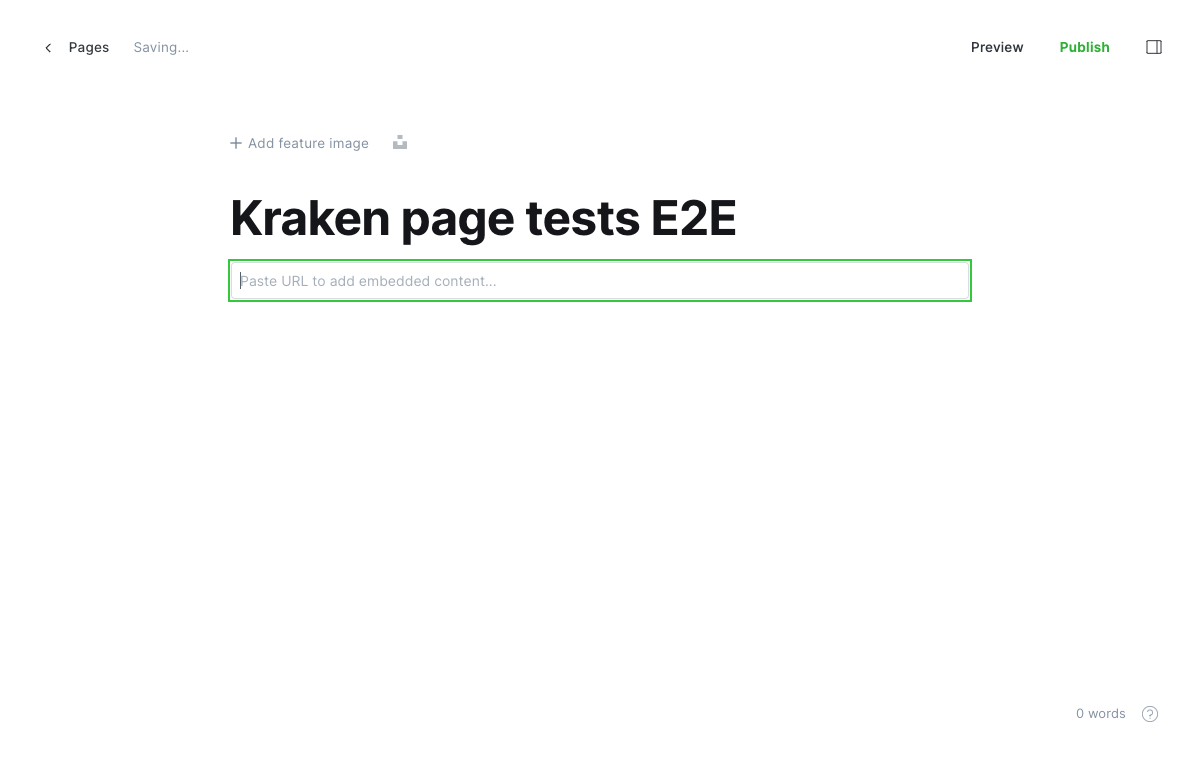 Pages Saving... Preview Publish
Add feature image
Kraken page tests E2E
Paste URL to add embedded content...
0 words ?